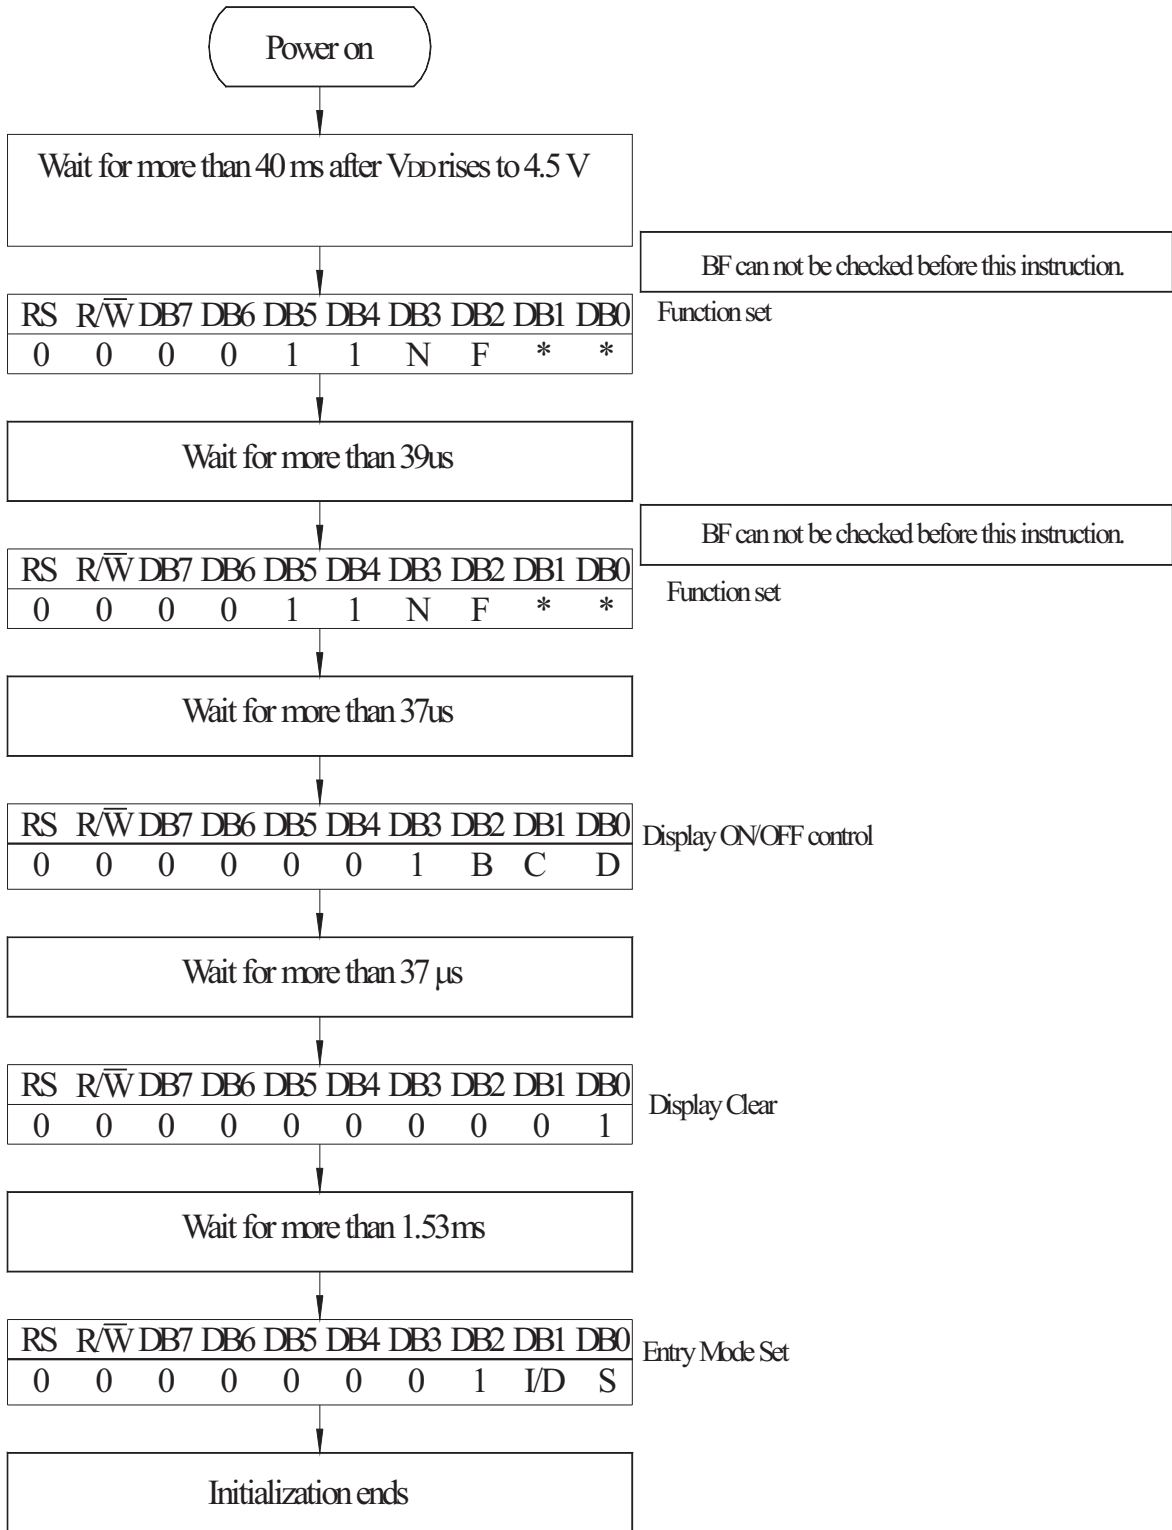 Power on
Wait for more than 40 ms after VDD rises to 4.5 V
BF can not be checked before this instruction.
RS R/W̅ DB7 DB6 DB5 DB4 DB3 DB2 DB1 DB0
Function set
0 0 0 0 1 1 N F * *
Wait for more than 39us
BF can not be checked before this instruction.
RS R/W̅ DB7 DB6 DB5 DB4 DB3 DB2 DB1 DB0
Function set
0 0 0 0 1 1 N F * *
Wait for more than 37us
RS R/W̅ DB7 DB6 DB5 DB4 DB3 DB2 DB1 DB0
Display ON/OFF control
0 0 0 0 0 0 1 B C D
Wait for more than 37 µs
RS R/W̅ DB7 DB6 DB5 DB4 DB3 DB2 DB1 DB0
Display Clear
0 0 0 0 0 0 0 0 0 1
Wait for more than 1.53ms
RS R/W̅ DB7 DB6 DB5 DB4 DB3 DB2 DB1 DB0
Entry Mode Set
0 0 0 0 0 0 0 1 I/D S
Initialization ends